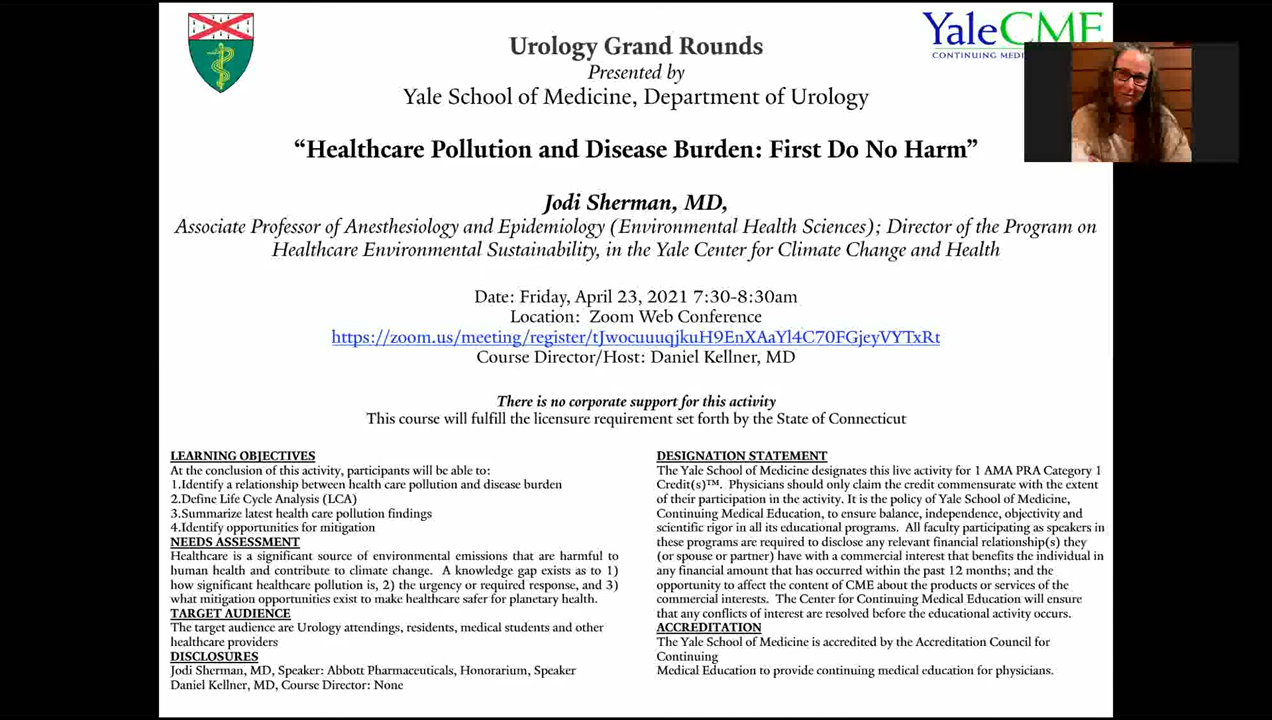 YaleCME
CONTINUING
Urology Grand Rounds
Presented by
Yale School of Medicine, Department of Urology
“Healthcare Pollution and Disease Burden: First Do No Harm”
Jodi Sherman, MD,
Associate Professor of Anesthesiology and Epidemiology (Environmental Health Sciences); Director of the Program on
Healthcare Environmental Sustainability, in the Yale Center for Climate Change and Health
Date: Friday, April 23, 2021 7:30-8:30am
Location: Zoom Web Conference
https://zoom.us/meeting/register/tJwocuuuqjkuH9EnXAaYl4C70FGjeyVYTxRt
Course Director/Host: Daniel Kellner, MD
There is no corporate support for this activity
This course will fulfill the licensure requirement set forth by the State of Connecticut
LEARNING OBJECTIVES
At the conclusion of this activity, participants will be able to:
1.Identify a relationship between health care pollution and disease burden
2.Define Life Cycle Analysis (LCA)
3.Summarize latest health care pollution findings
4.Identify opportunities for mitigation
NEEDS ASSESSMENT
Healthcare is a significant source of environmental emissions that are harmful to
human health and contribute to climate change. A knowledge gap exists as to 1)
how significant healthcare pollution is, 2) the urgency or required response, and 3)
what mitigation opportunities exist to make healthcare safer for planetary health.
TARGET AUDIENCE
The target audience are Urology attendings, residents, medical students and other
healthcare providers
DISCLOSURES
Jodi Sherman, MD, Speaker: Abbott Pharmaceuticals, Honorarium, Speaker
Daniel Kellner, MD, Course Director: None
DESIGNATION STATEMENT
The Yale School of Medicine designates this live activity for 1 AMA PRA Category 1
Credit(s)™. Physicians should only claim the credit commensurate with the extent
of their participation in the activity. It is the policy of Yale School of Medicine,
Continuing Medical Education, to ensure balance, independence, objectivity and
scientific rigor in all its educational programs. All faculty participating as speakers in
these programs are required to disclose any relevant financial relationship(s) they
(or spouse or partner) have with a commercial interest that benefits the individual in
any financial amount that has occurred within the past 12 months; and the
opportunity to affect the content of CME about the products or services of the
commercial interests. The Center for Continuing Medical Education will ensure
that any conflicts of interest are resolved before the educational activity occurs.
ACCREDITATION
The Yale School of Medicine is accredited by the Accreditation Council for
Continuing
Medical Education to provide continuing medical education for physicians.